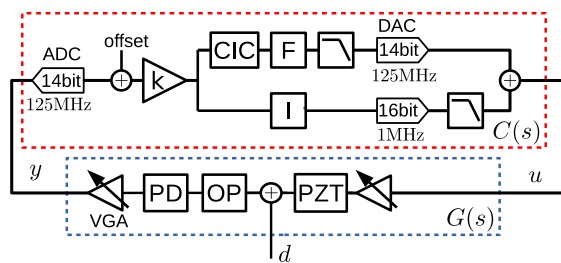 offset
ADC
14bit
125MHz
k
CIC
F
DAC
14bit
125MHz
I
16bit
1MHz
C(s)
y
VGA
PD
OP
PZT
u
G(s)
d